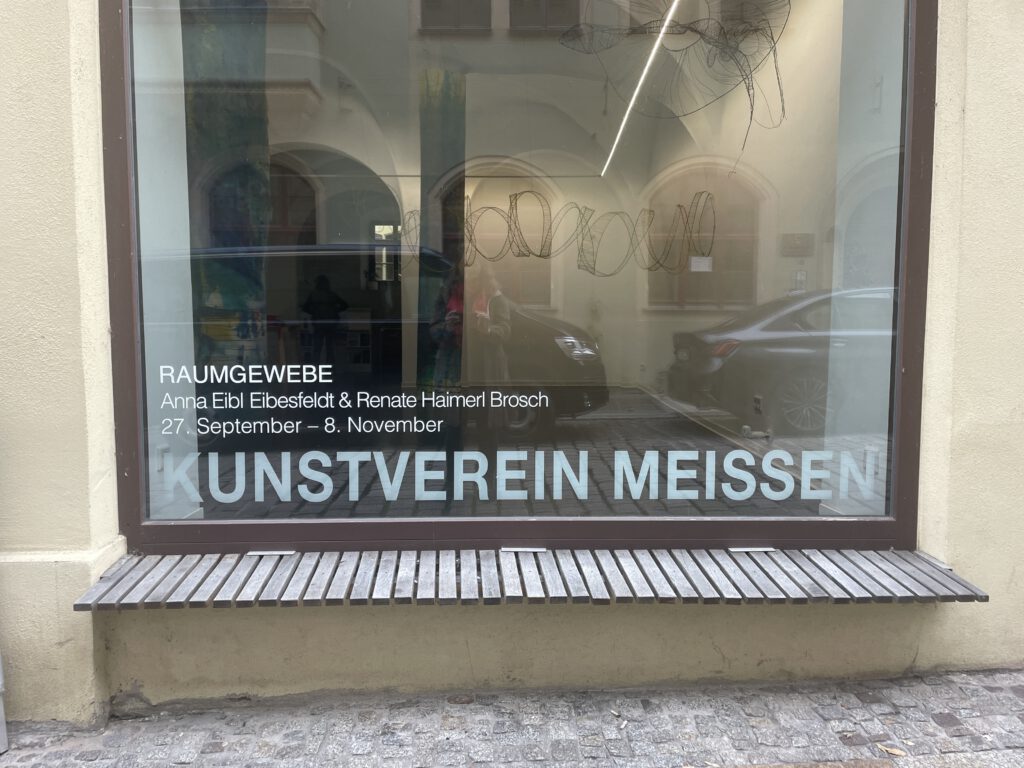 RAUMGEWEBE
Anna Eibl Eibesfeldt & Renate Haimerl Brosch
27. September – 8. November
KUNSTVEREIN MEISSEN